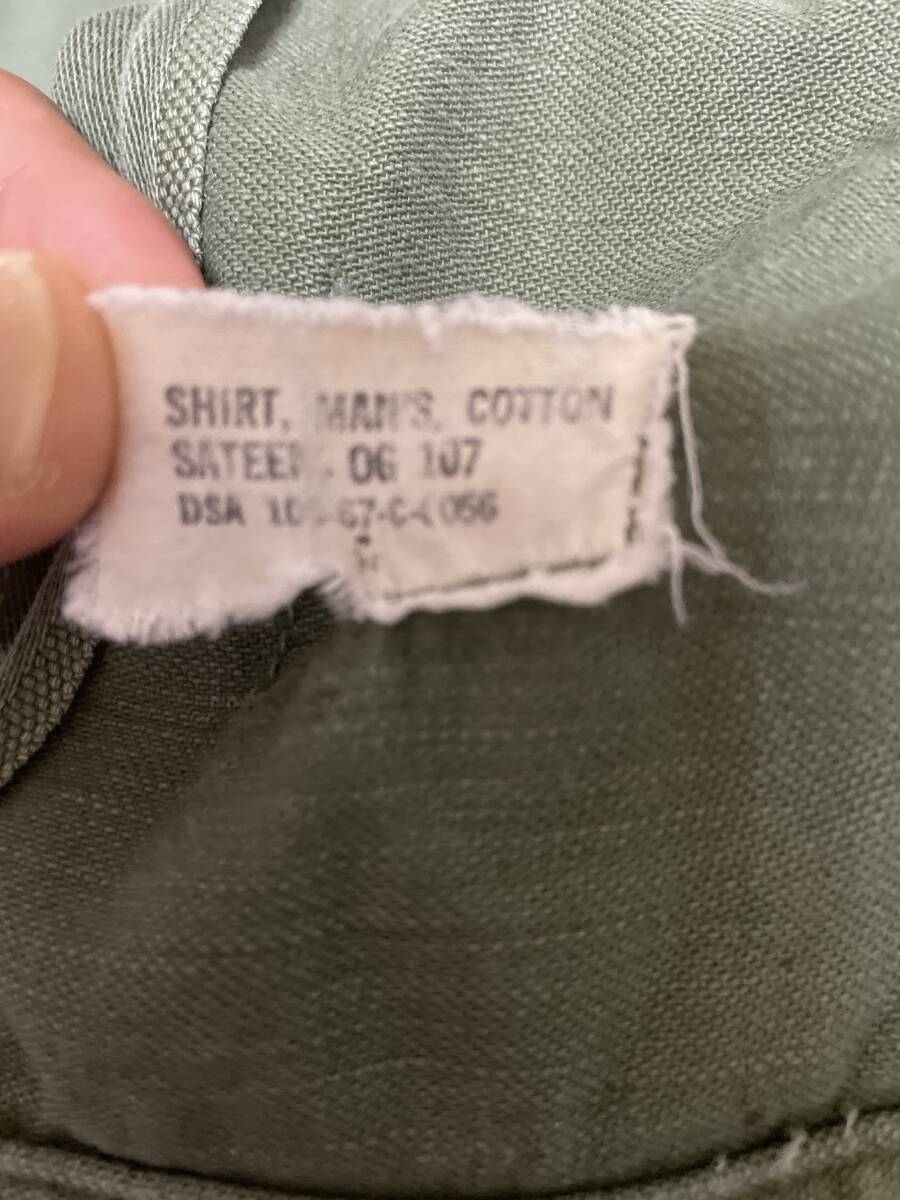 SHIRT, MAN'S, COTTON
SATEEN, OG 107
DSA